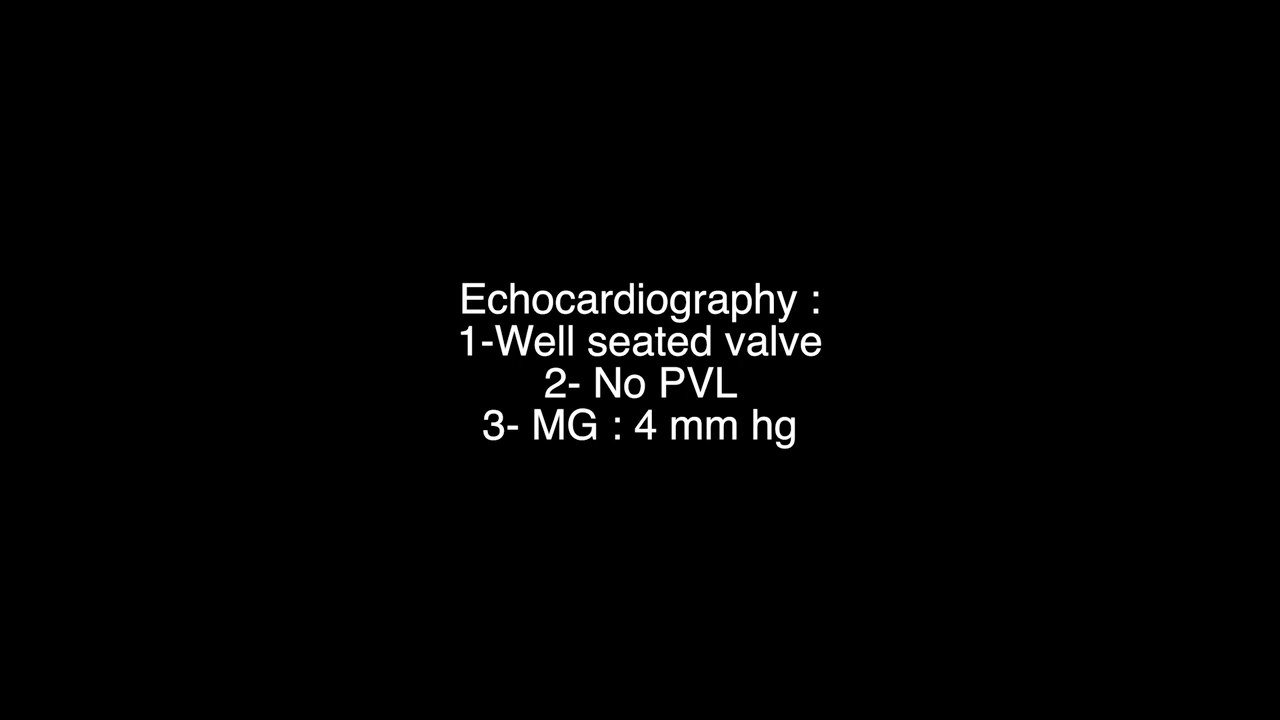 Echocardiography :
1-Well seated valve
2- No PVL
3- MG : 4 mm hg